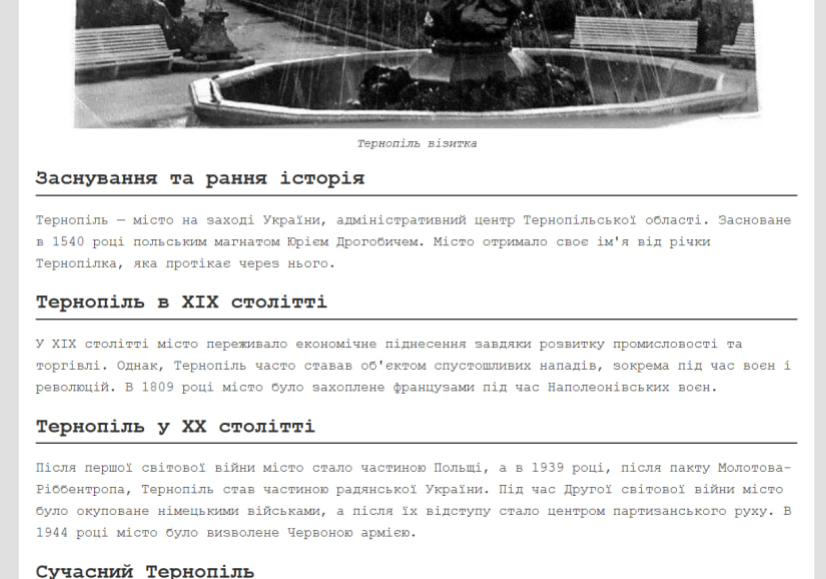 Тернопіль візитка
Заснування та рання історія
Тернопіль — місто на заході України, адміністративний центр Тернопільської області. Засноване
в 1540 році польським магнатом Юрієм Дрогобичем. Місто отримало своє ім'я від річки
Тернопілка, яка протікає через нього.
Тернопіль в XIX столітті
У XIX столітті місто переживало економічне піднесення завдяки розвитку промисловості та
торгівлі. Однак, Тернопіль часто ставав об'єктом спустошливих нападів, зокрема під час воєн і
революцій. В 1809 році місто було захоплене французами під час Наполеонівських воєн.
Тернопіль у XX столітті
Після першої світової війни місто стало частиною Польщі, а в 1939 році, після пакту Молотова-
Ріббентропа, Тернопіль став частиною радянської України. Під час Другої світової війни місто
було окуповане німецькими військами, а після їх відступу стало центром партизанського руху. В
1944 році місто було визволене Червоною армією.
Сучасний Тернопіль